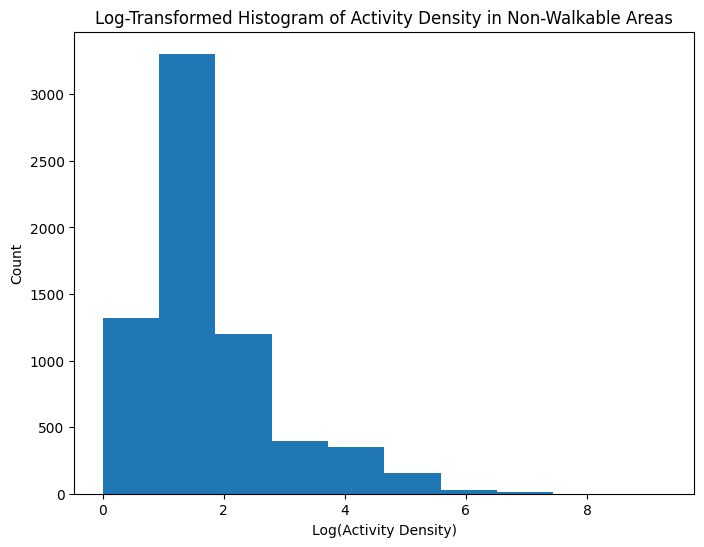 Log-Transformed Histogram of Activity Density in Non-Walkable Areas
3000
2500
2000
1500
1000
500
0
Count
0 2 4 6 8
Log(Activity Density)